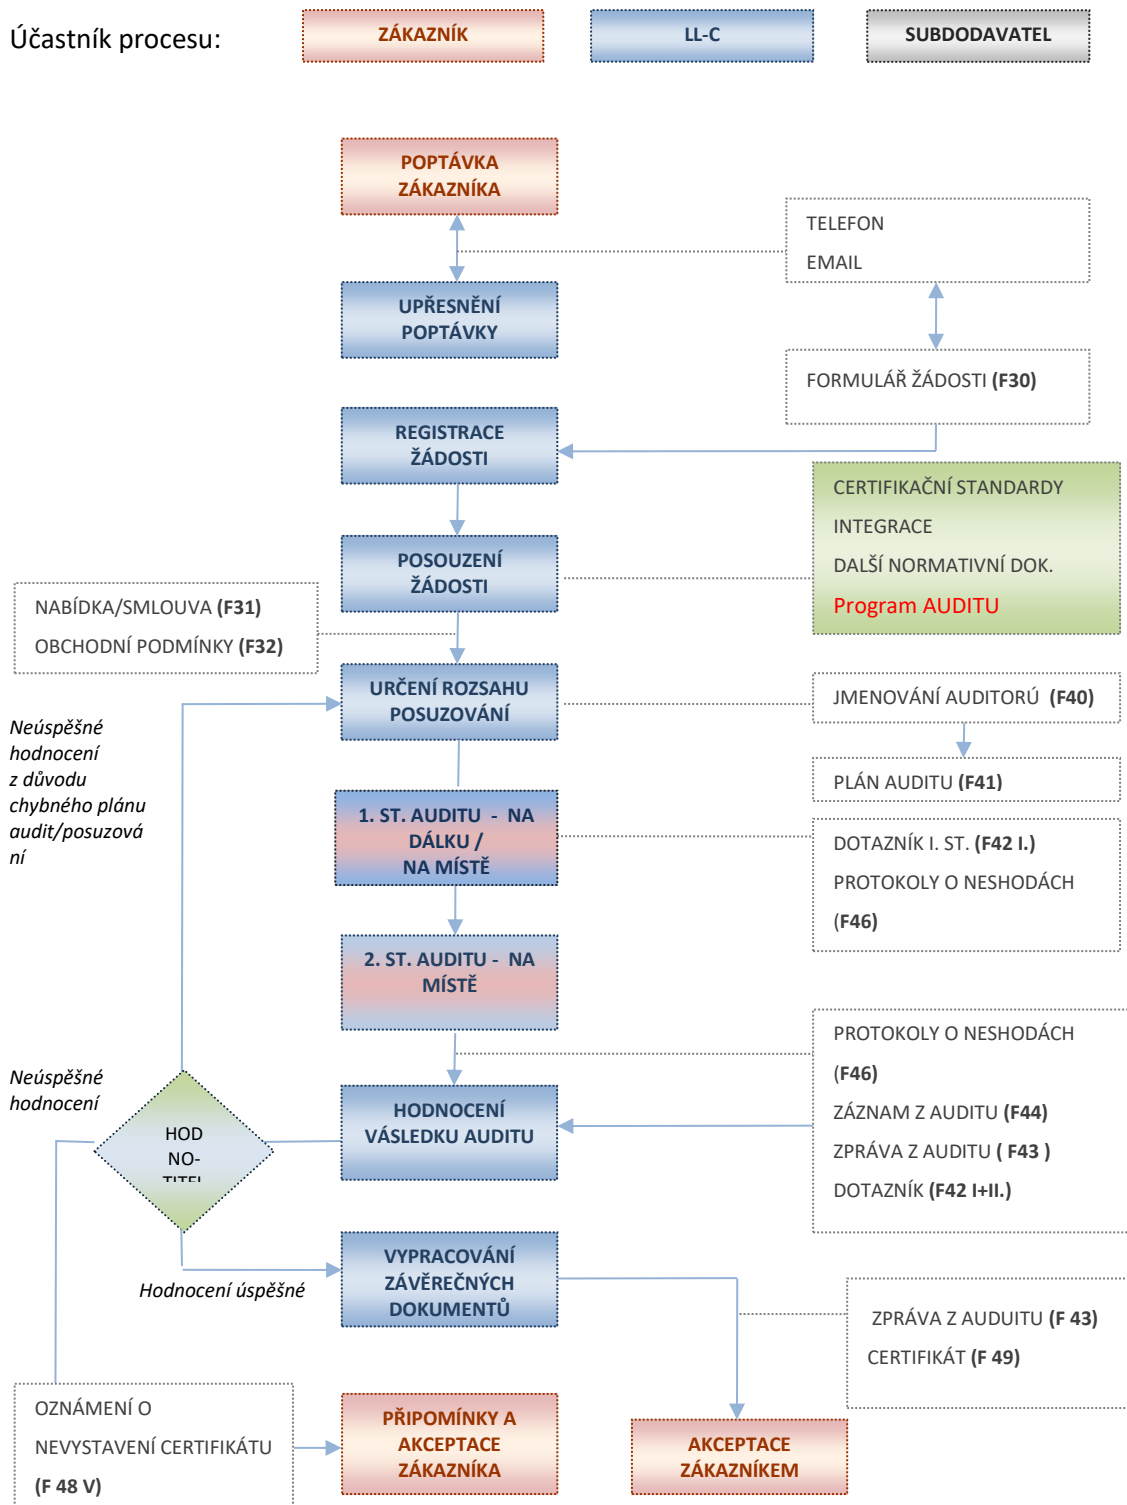 Účastník procesu:
ZÁKAZNÍK
LL-C
SUBDODAVATEL
POPTÁVKA
ZÁKAZNÍKA
TELEFON
EMAIL
UPŘESNĚNÍ
POPTÁVKY
FORMULÁŘ ŽÁDOSTI (F30)
REGISTRACE
ŽÁDOSTI
CERTIFIKAČNÍ STANDARDY
INTEGRACE
DALŠÍ NORMATIVNÍ DOK.
Program AUDITU
POSOUZENÍ
ŽÁDOSTI
NABÍDKA/SMLOUVA (F31)
OBCHODNÍ PODMÍNKY (F32)
URČENÍ ROZSAHU
POSUZOVÁNÍ
JMENOVÁNÍ AUDITORÚ (F40)
Neúspěšné
hodnocení
z důvodu
chybného plánu
audit/posuzová
ní
PLÁN AUDITU (F41)
1. ST. AUDITU - NA
DÁLKU /
NA MÍSTĚ
DOTAZNÍK I. ST. (F42 I.)
PROTOKOLY O NESHODÁCH
(F46)
2. ST. AUDITU - NA
MÍSTĚ
PROTOKOLY O NESHODÁCH
(F46)
ZÁZNAM Z AUDITU (F44)
ZPRÁVA Z AUDITU ( F43 )
DOTAZNÍK (F42 I+II.)
Neúspěšné
hodnocení
HODNOCENÍ
VÁSLEDKU AUDITU
HOD
NO-
TITEL
VYPRACOVÁNÍ
ZÁVĚREČNÝCH
DOKUMENTŮ
Hodnocení úspěšné
ZPRÁVA Z AUDUITU (F 43)
CERTIFIKÁT (F 49)
OZNÁMENÍ O
NEVYSTAVENÍ CERTIFIKÁTU
(F 48 V)
PŘIPOMÍNKY A
AKCEPTACE
ZÁKAZNÍKA
AKCEPTACE
ZÁKAZNÍKEM